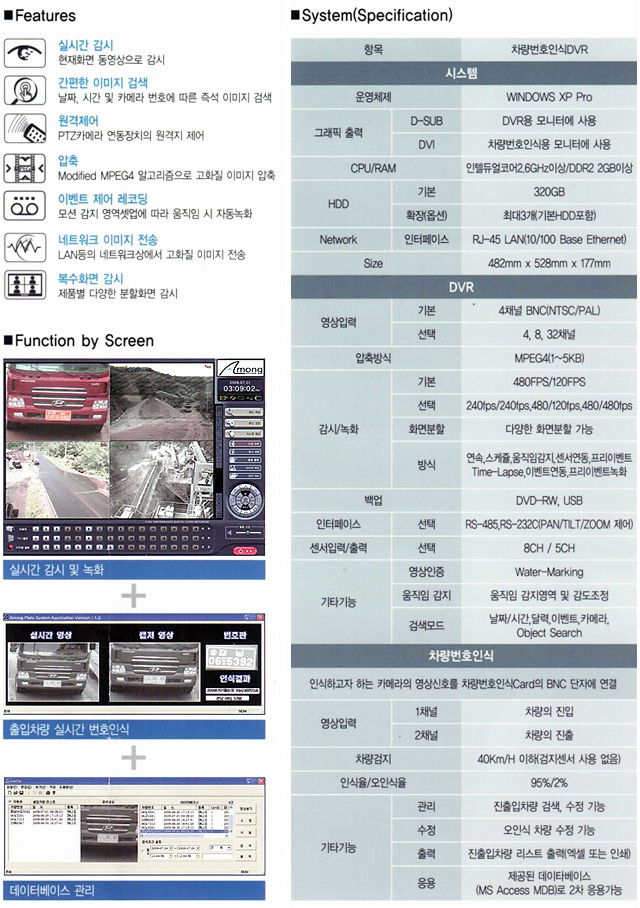 ■Features
실시간 감시
현재화면 동영상으로 감시
간편한 이미지 검색
날짜, 시간 및 카메라 번호에 따른 즉석 이미지 검색
원격제어
PTZ카메라 연동장치의 원격지 제어
압축
Modified MPEG4 알고리즘으로 고화질 이미지 압축
이벤트 제어 레코딩
모션 감지 영역셋업에 따라 움직임 시 자동녹화
네트워크 이미지 전송
LAN등의 네트워크상에서 고화질 이미지 전송
복수화면 감시
제품별 다양한 분할화면 감시
■Function by Screen
Among
03:09:02
실시간 감시 및 녹화
+
Among Plate System Application Version : 1.0
실시간 영상
캡처 영상
번호판
인식결과
출입차량 실시간 번호인식
+
데이터베이스 관리
■System(Specification)
항목 차량번호인식DVR
시스템
운영체제 WINDOWS XP Pro
그래픽 출력 D-SUB DVR용 모니터에 사용
DVI 차량번호인식용 모니터에 사용
CPU/RAM 인텔듀얼코어2.6GHz이상/DDR2 2GB이상
HDD 기본 320GB
확장(옵션) 최대3개(기본HDD포함)
Network 인터페이스 RJ-45 LAN(10/100 Base Ethernet)
Size 482mm x 528mm x 177mm
DVR
영상입력 기본 4채널 BNC(NTSC/PAL)
선택 4, 8, 32채널
압축방식 MPEG4(1~5KB)
감시/녹화 기본 480FPS/120FPS
선택 240fps/240fps,480/120fps,480/480fps
화면분할 다양한 화면분할 가능
방식 연속,스케쥴,움직임감지,센서연동,프리이벤트
Time-Lapse,이벤트연동,프리이벤트녹화
백업 DVD-RW, USB
인터페이스 선택 RS-485,RS-232C(PAN/TILT/ZOOM 제어)
센서입력/출력 선택 8CH / 5CH
기타기능 영상인증 Water-Marking
움직임 감지 움직임 감지영역 및 감도조정
검색모드 날짜/시간,달력,이벤트,카메라,
Object Search
차량번호인식
인식하고자 하는 카메라의 영상신호를 차량번호인식Card의 BNC 단자에 연결
영상입력 1채널 차량의 진입
2채널 차량의 진출
차량검지 40Km/H 이하(검지센서 사용 없음)
인식율/오인식율 95%/2%
기타기능 관리 진출입차량 검색, 수정 가능
수정 오인식 차량 수정 가능
출력 진출입차량 리스트 출력(엑셀 또는 인쇄)
응용 제공된 데이타베이스
(MS Access MDB)로 2차 응용가능